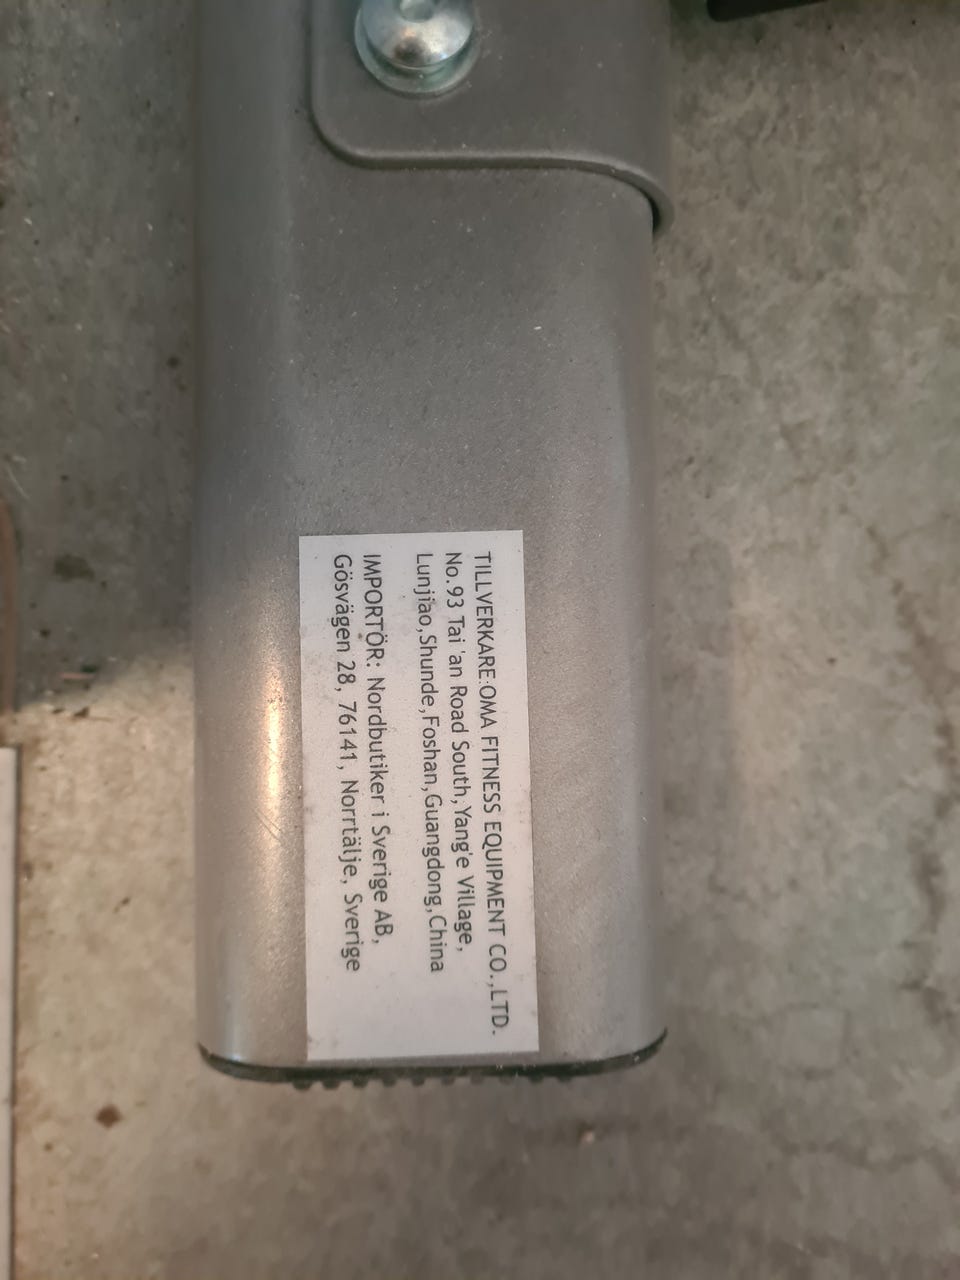 TILLVERKARE:OMA FITNESS EQUIPMENT CO.,LTD.
No.93 Tai 'an Road South,Yang'e Village,
Lunjiao,Shunde,Foshan,Guangdong,China
IMPORTÖR: Nordbutiker i Sverige AB,
Gösvägen 28, 76141, Norrtälje, Sverige